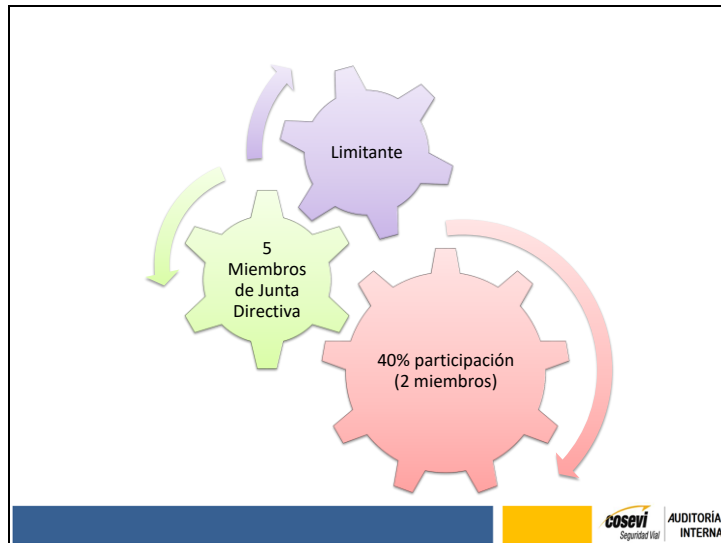 Limitante
5
Miembros
de Junta
Directiva
40% participación
(2 miembros)
cosevi
Seguridad Vial
AUDITORÍA
INTERNA